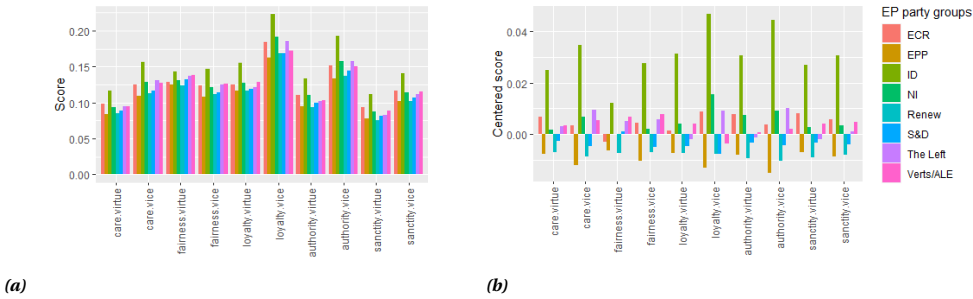 Score
0.20
0.15
0.10
0.05
0.00
care.virtue
care.vice
fairness.virtue
fairness.vice
loyalty.virtue
loyalty.vice
authority.virtue
authority.vice
sanctity.virtue
sanctity.vice
(a)
Centered score
0.04
0.02
0.00
care.virtue
care.vice
fairness.virtue
fairness.vice
loyalty.virtue
loyalty.vice
authority.virtue
authority.vice
sanctity.virtue
sanctity.vice
(b)
EP party groups
ECR
EPP
ID
NI
Renew
S&D
The Left
Verts/ALE